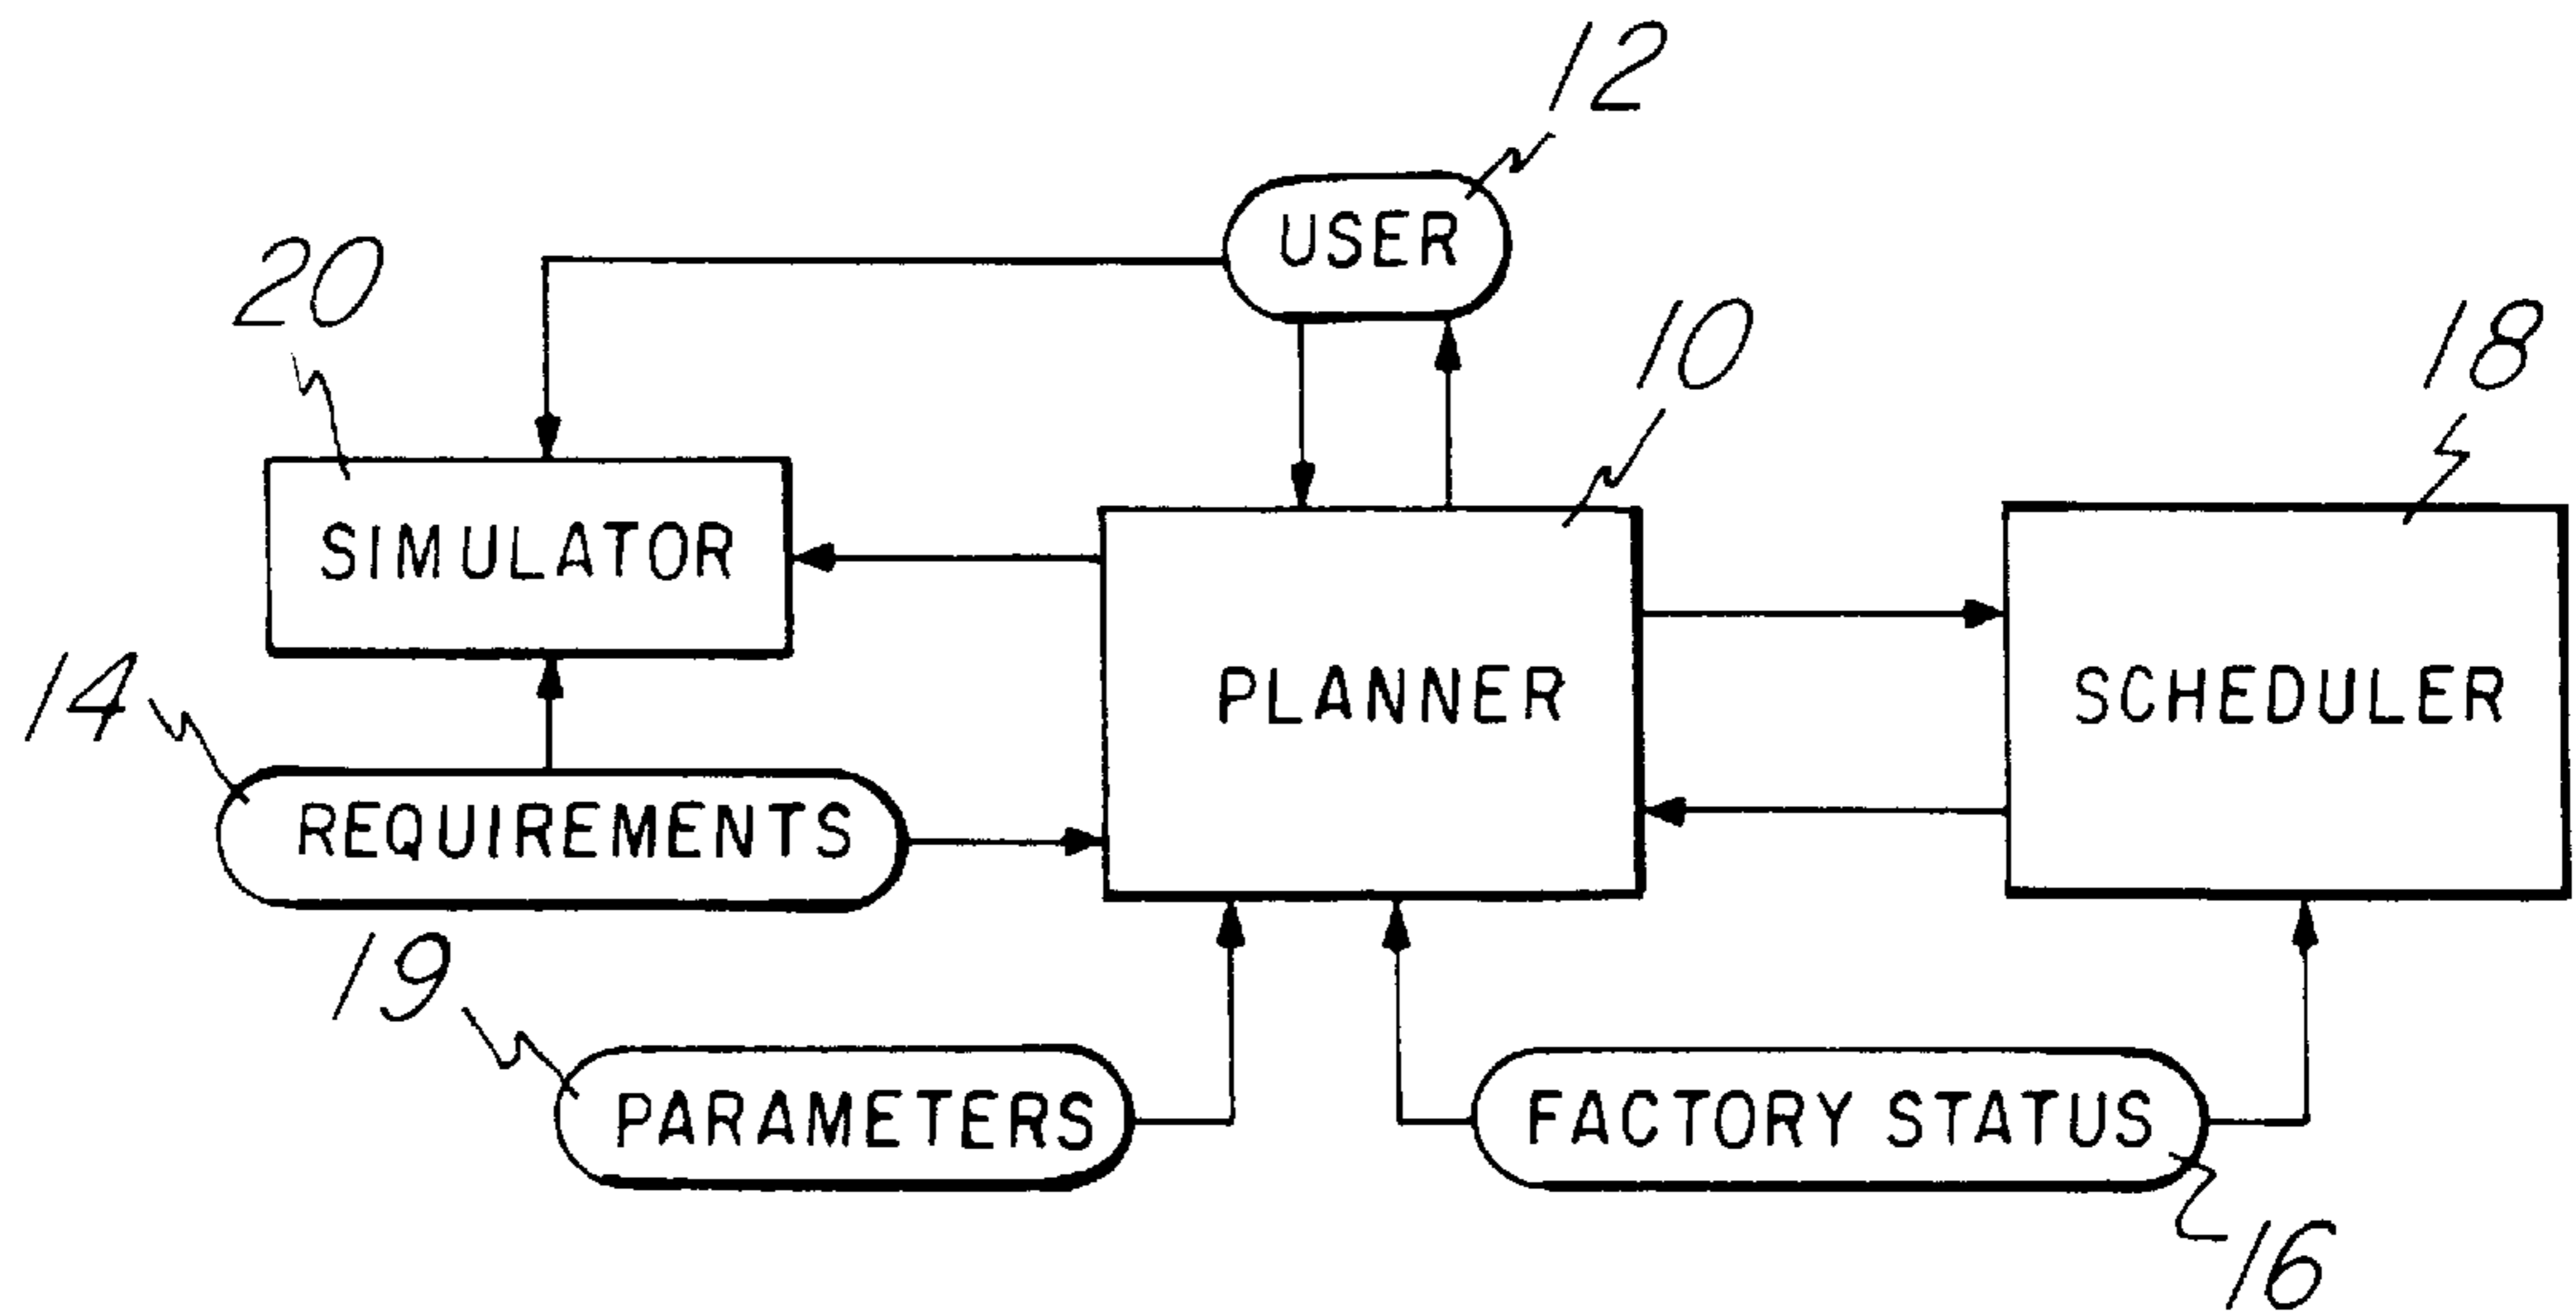 12
USER
20
10
18
SIMULATOR
PLANNER
SCHEDULER
14
REQUIREMENTS
19
PARAMETERS
FACTORY STATUS
16